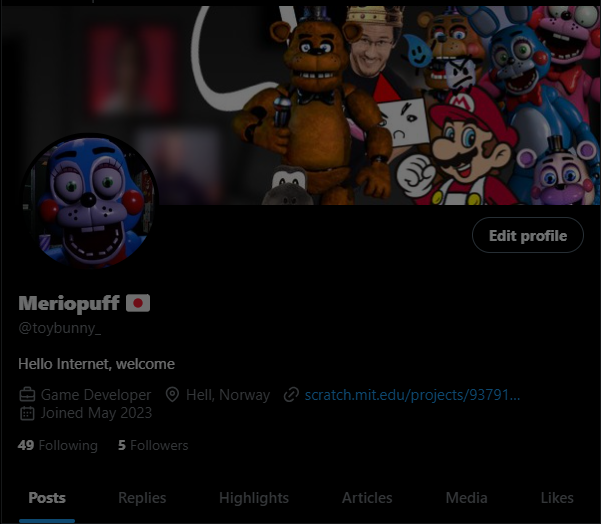 Edit profile
Meriopuff 🇯🇵
@toybunny_
Hello Internet, welcome
Game Developer Hell, Norway scratch.mit.edu/projects/93791...
Joined May 2023
49 Following 5 Followers
Posts Replies Highlights Articles Media Likes